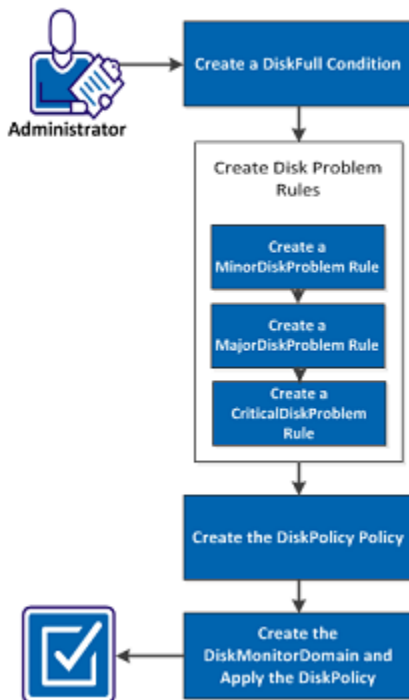 Create a DiskFull Condition
Administrator
Create Disk Problem
Rules
Create a
MinorDiskProblem Rule
Create a
MajorDiskProblem Rule
Create a
CriticalDiskProblem
Rule
Create the DiskPolicy Policy
Create the
DiskMonitorDomain and
Apply the DiskPolicy